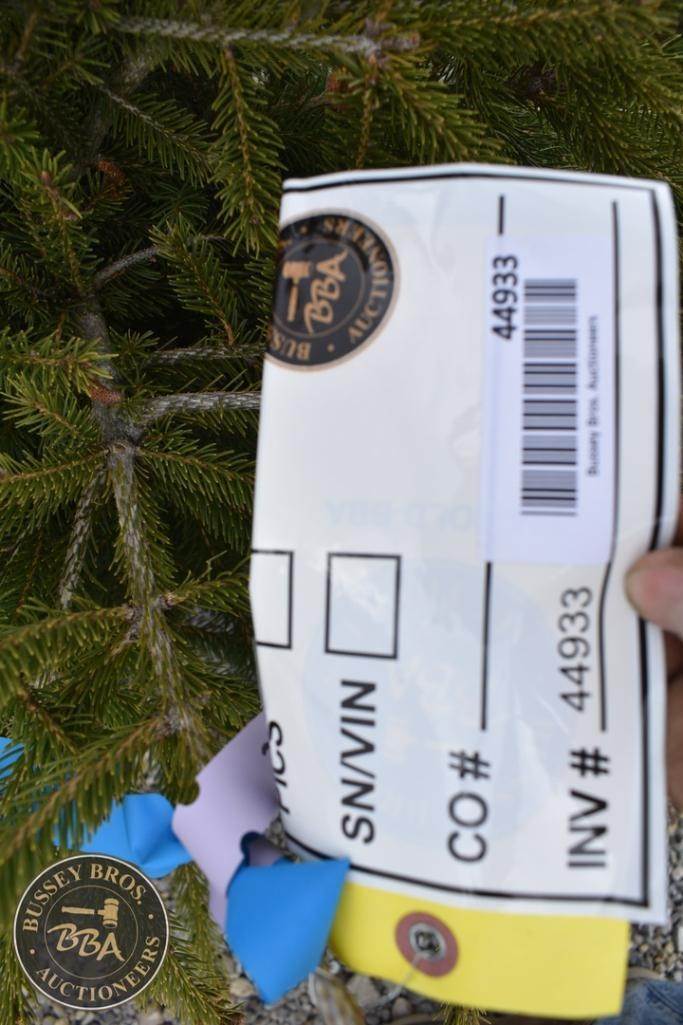 BUSSEY BROS.
BBA
AUCTIONEERS
PICS
SN/VIN
CO #
44933
Bussey Bros. Auctioneers
INV # 44933
BUSSEY BROS.
BBA
AUCTIONEERS